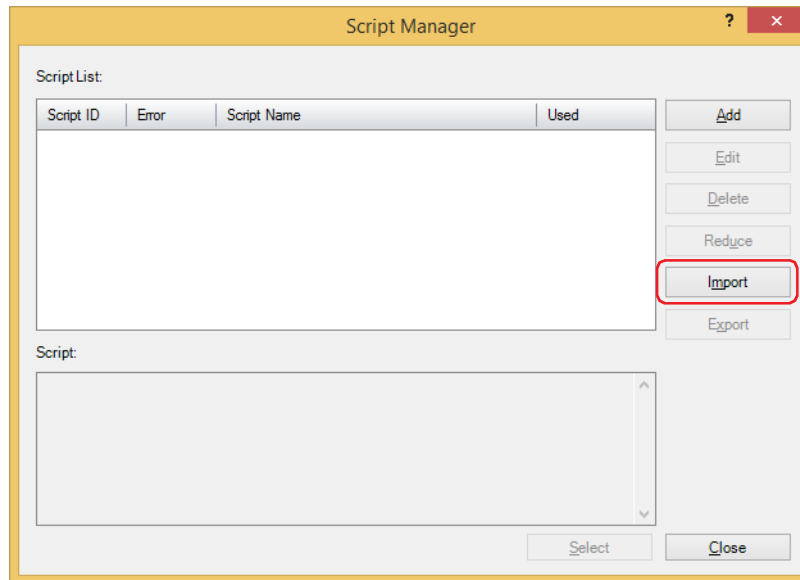 Script Manager
?
Script List:
Script ID Error Script Name Used
Add
Edit
Delete
Reduce
Import
Export
Script:
Select Close